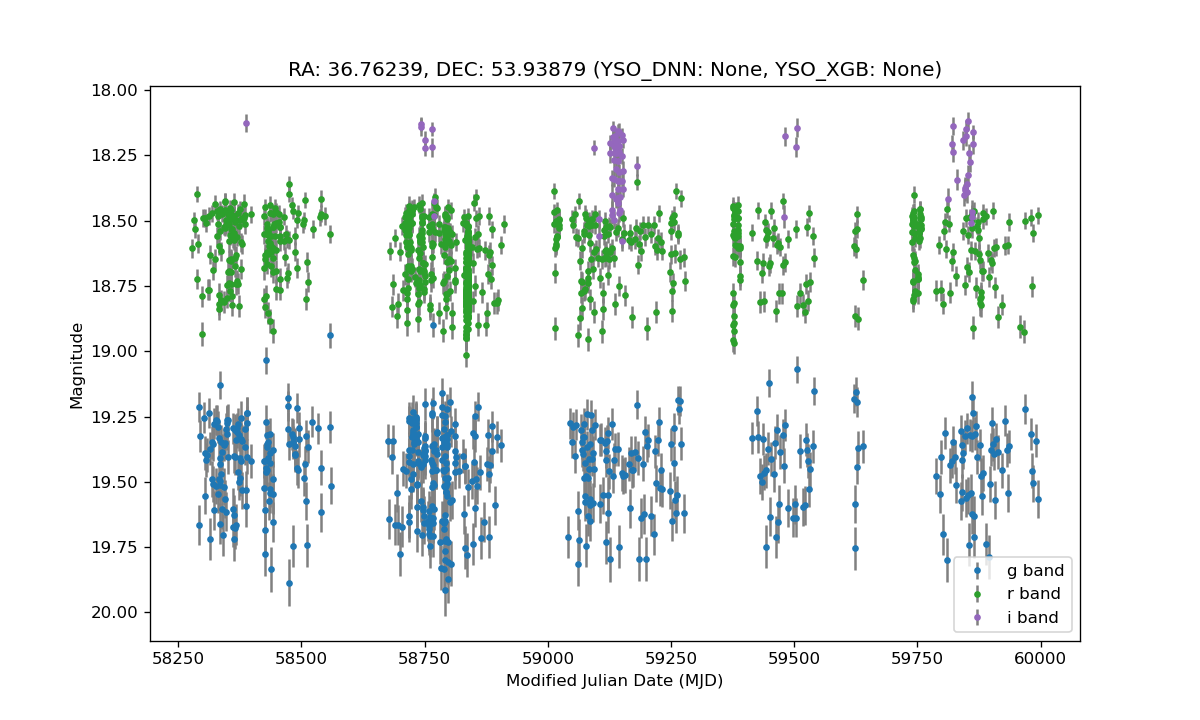 RA: 36.76239, DEC: 53.93879 (YSO_DNN: None, YSO_XGB: None)
18.00
18.25
18.50
18.75
19.00
19.25
19.50
19.75
20.00
Magnitude
g band
r band
i band
58250 58500 58750 59000 59250 59500 59750 60000
Modified Julian Date (MJD)